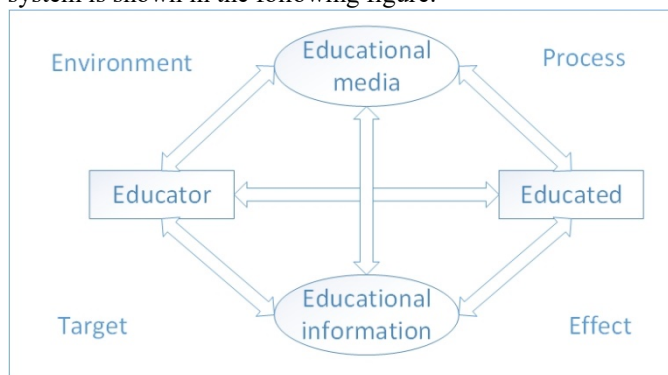 system is shown in the following figure.
Environment
Educational
media
Process
Educator
Educated
Target
Educational
information
Effect